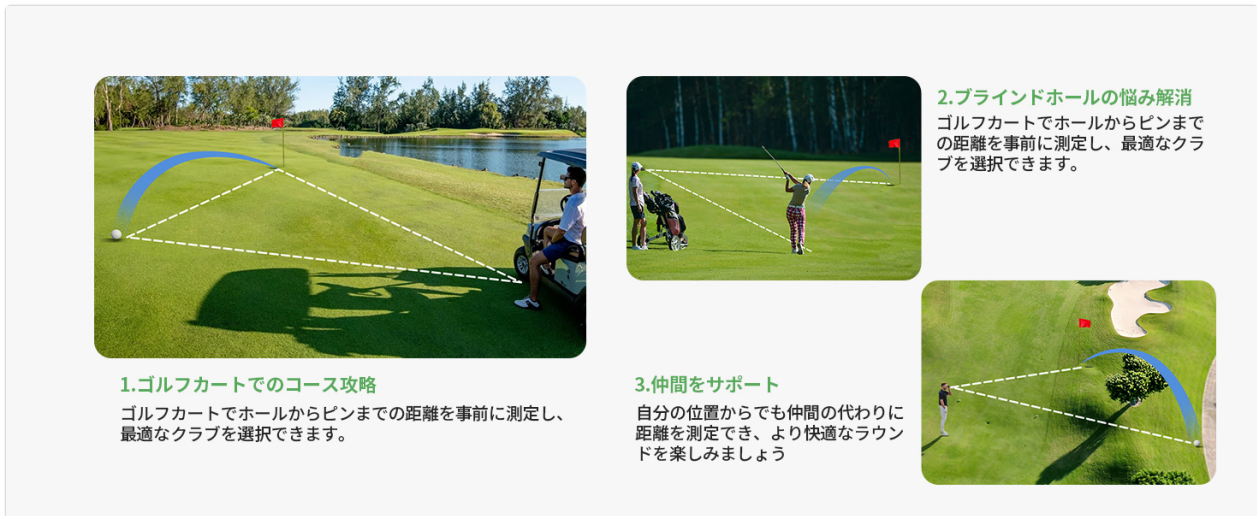 1.ゴルフカートでのコース攻略
ゴルフカートでホールからピンまでの距離を事前に測定し、
最適なクラブを選択できます。
2.ブラインドホールの悩み解消
ゴルフカートでホールからピンまで
の距離を事前に測定し、最適なクラ
ブを選択できます。
3.仲間をサポート
自分の位置からでも仲間の代わりに
距離を測定でき、より快適なラウン
ドを楽しみましょう